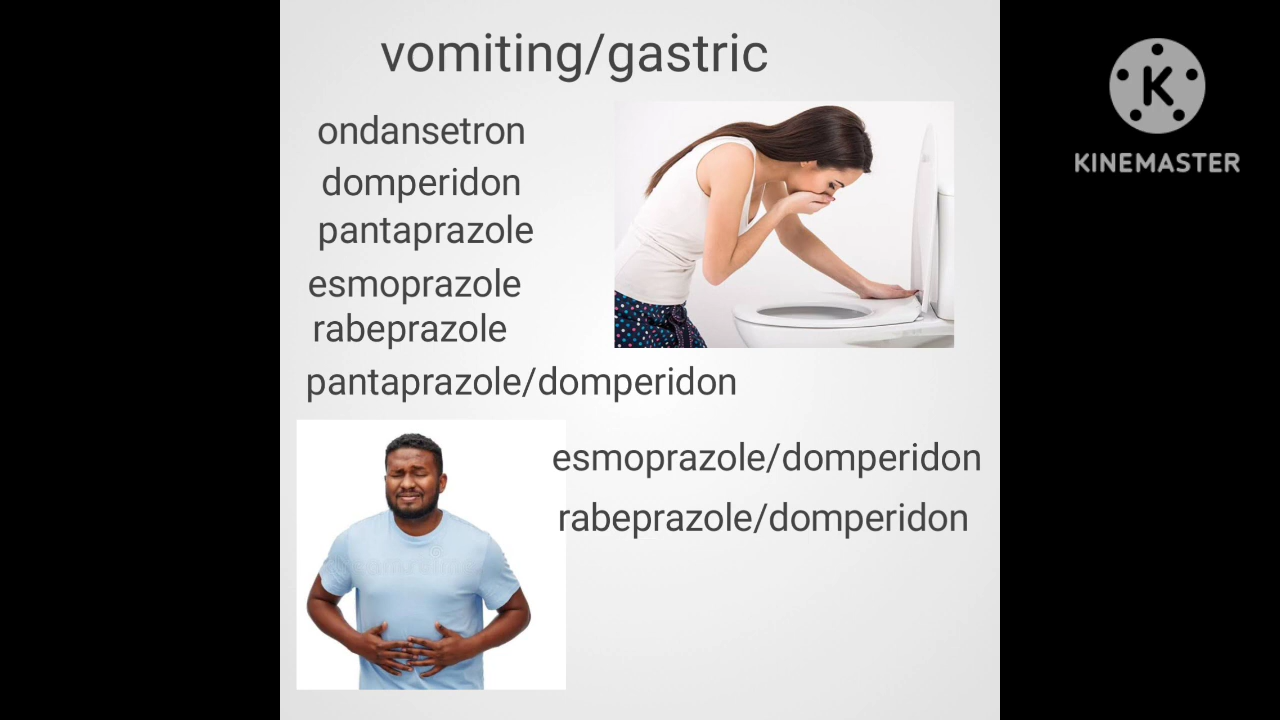 vomiting/gastric
ondansetron
domperidon
pantaprazole
esmoprazole
rabeprazole
pantaprazole/domperidon
esmoprazole/domperidon
rabeprazole/domperidon
K
KINEMASTER